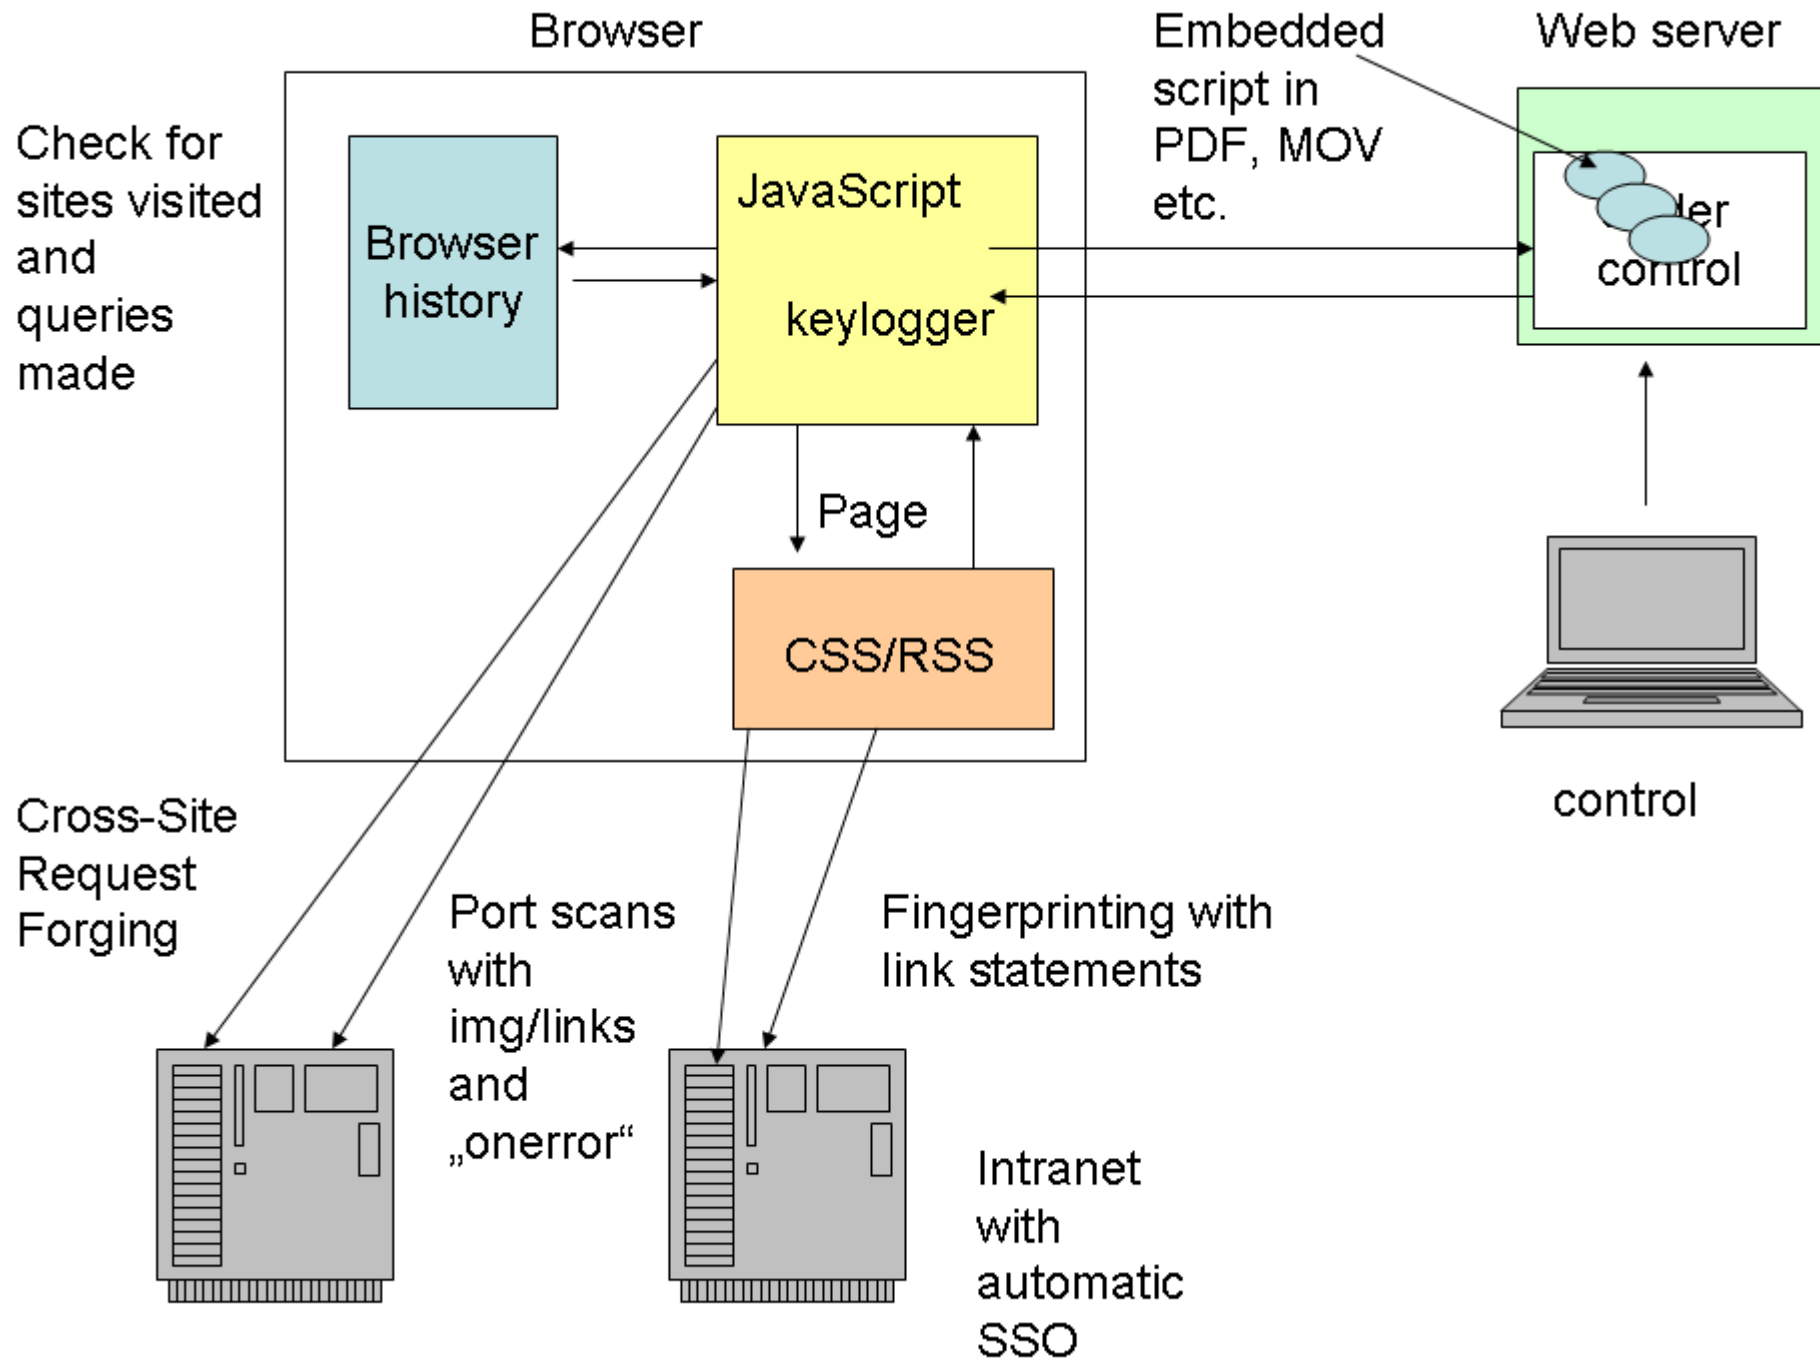 Browser
Embedded
script in
PDF, MOV
etc.
Web server
Check for
sites visited
and
queries
made
Browser
history
JavaScript
keylogger
control
Page
CSS/RSS
control
Cross-Site
Request
Forging
Port scans
with
img/links
and
„onerror“
Fingerprinting with
link statements
Intranet
with
automatic
SSO